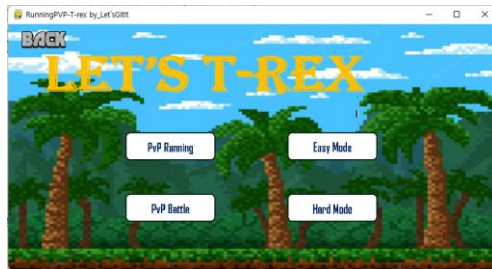 RunningPVP-T-rex by_Let'sGitIt
BACK
LET'S T-REX
PvP Running
Easy Mode
PvP Battle
Hard Mode